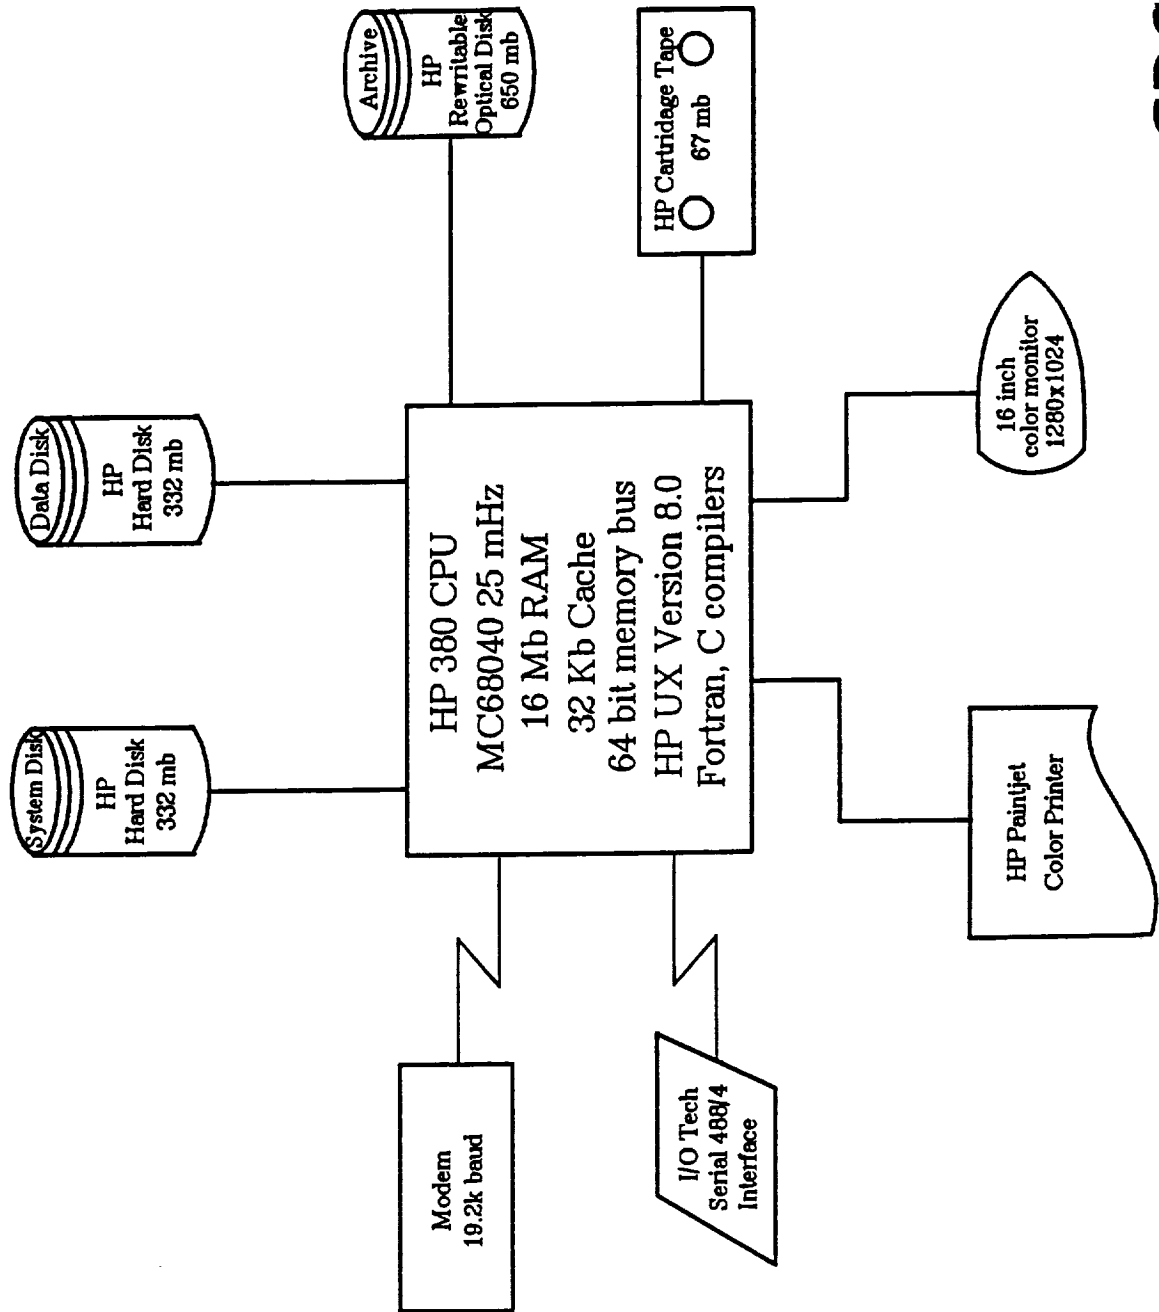 System Disk
HP
Hard Disk
332 mb
Data Disk
HP
Hard Disk
332 mb
Archive
HP
Rewritable
Optical Disk
650 mb
Modem
19.2k baud
HP 380 CPU
MC68040 25 mHz
16 Mb RAM
32 Kb Cache
64 bit memory bus
HP UX Version 8.0
Fortran, C compilers
HP Cartridage Tape
67 mb
I/O Tech
Serial 488/4
Interface
HP Paintjet
Color Printer
16 inch
color monitor
1280x1024